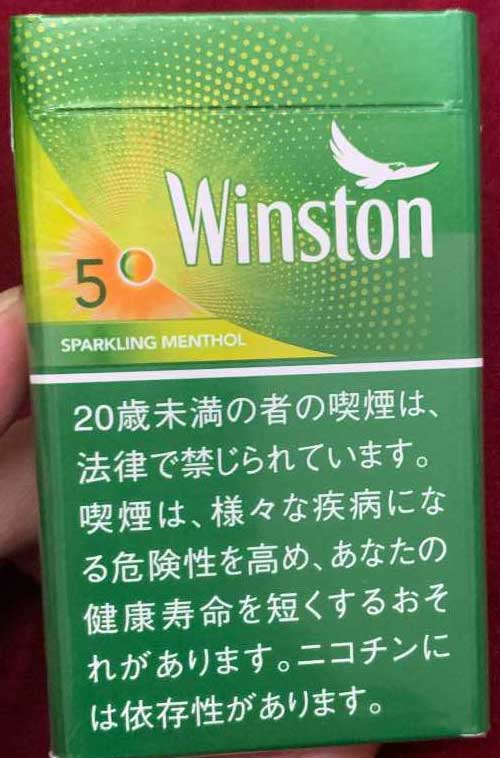 Winston
5
SPARKLING MENTHOL
20歳未満の者の喫煙は、
法律で禁じられています。
喫煙は、様々な疾病にな
る危険性を高め、あなたの
健康寿命を短くするおそ
れがあります。ニコチンに
は依存性があります。